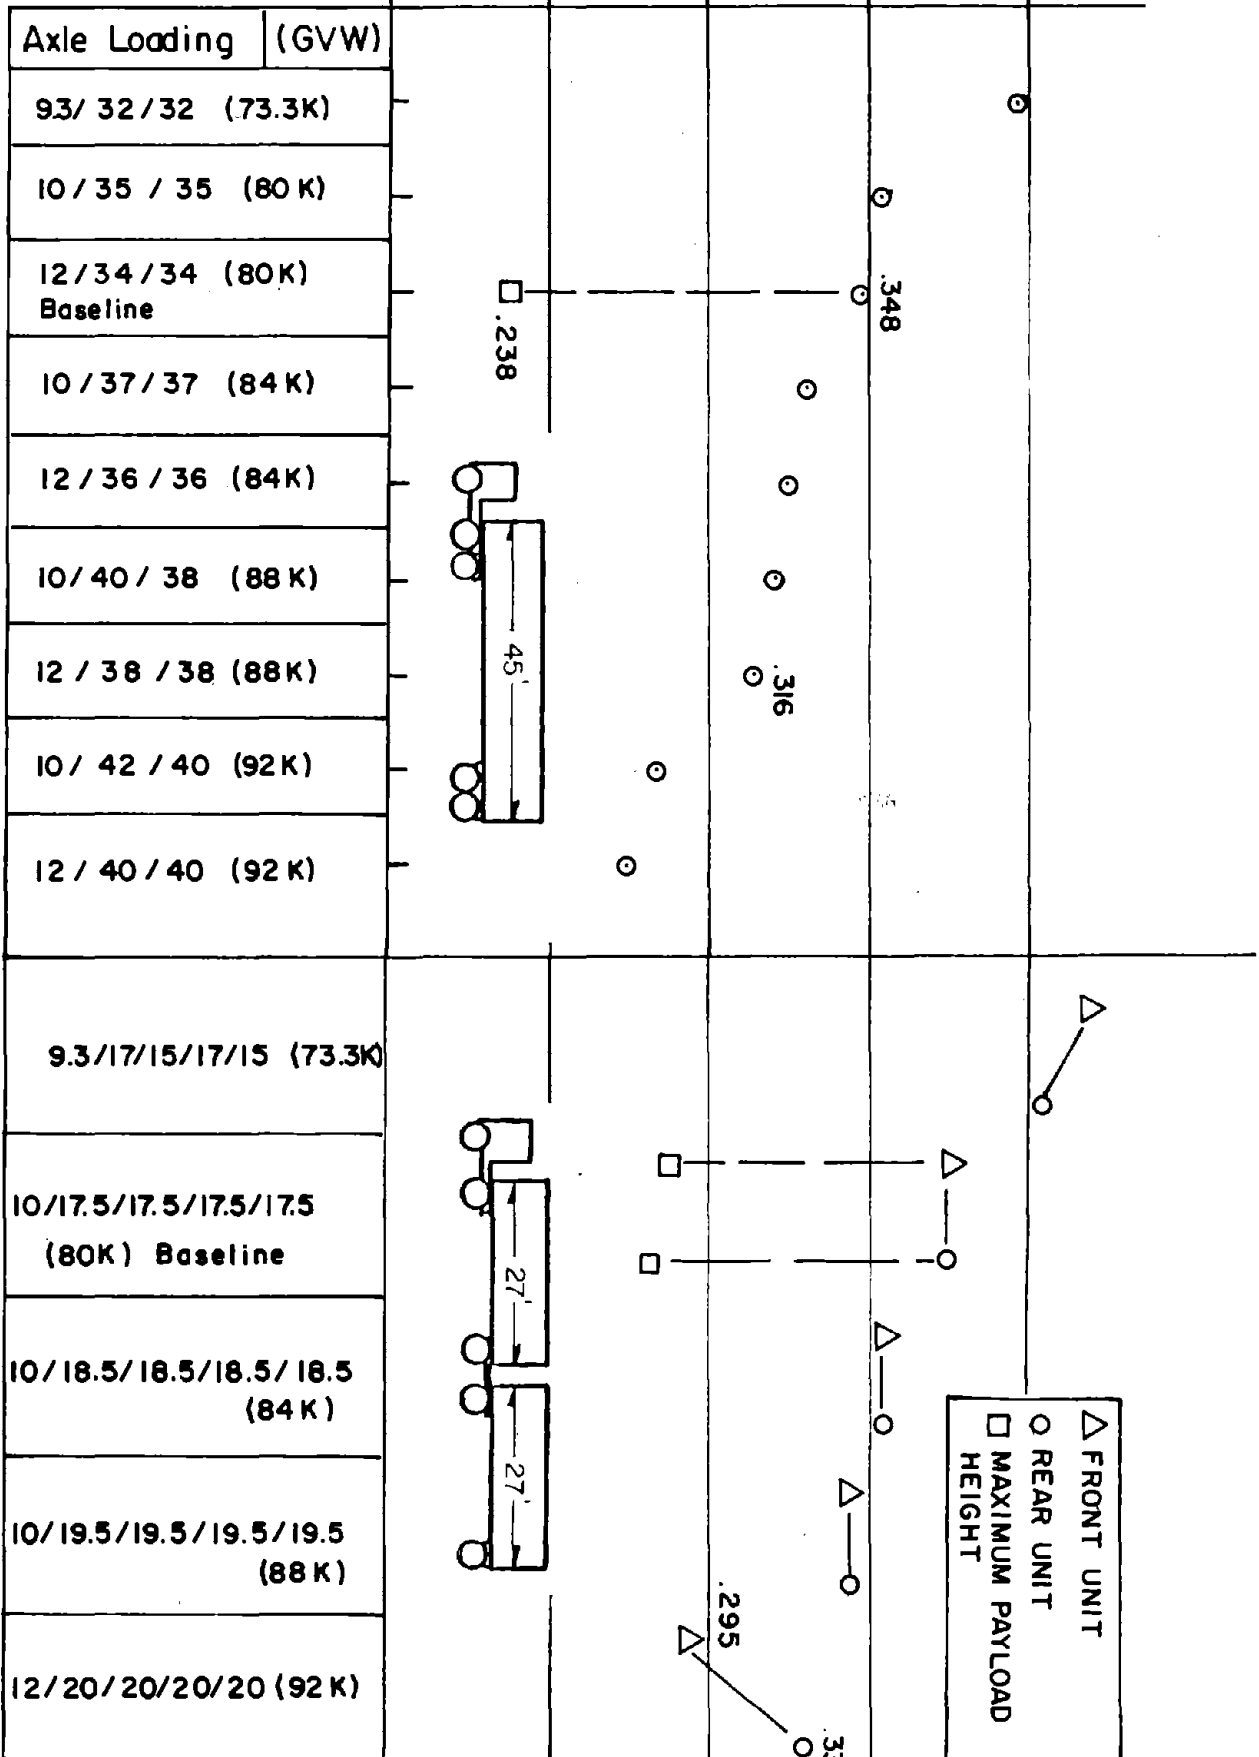 Axle Loading (GVW)
9.3/ 32/32 (73.3K)
10/35 / 35 (80K)
12/34/34 (80K)
Baseline
10/37/37 (84K)
12/36/36 (84K)
10/40/38 (88K)
12/38/38 (88K)
10/ 42/40 (92K)
12/40/40 (92K)
.348
.238
.316
45'
9.3/17/15/17/15 (73.3K)
10/17.5/17.5/17.5/17.5
(80K) Baseline
10/18.5/18.5/18.5/18.5
(84K)
10/19.5/19.5/19.5/19.5
(88K)
12/20/20/20/20 (92K)
27'
27'
.295
FRONT UNIT
REAR UNIT
MAXIMUM PAYLOAD
HEIGHT